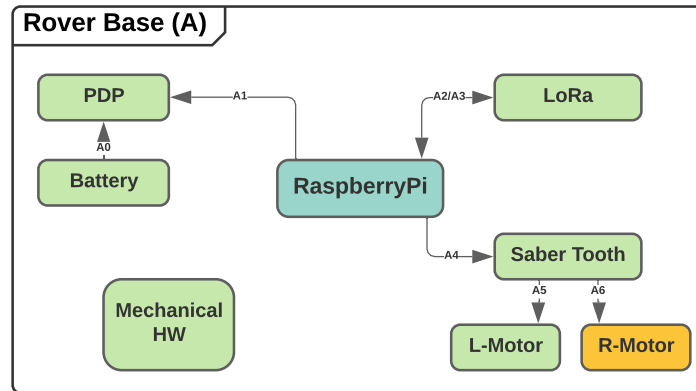 Rover Base (A)
PDP
A1
A2/A3
LoRa
A0
Battery
RaspberryPi
A4
Saber Tooth
A5
A6
Mechanical
HW
L-Motor
R-Motor